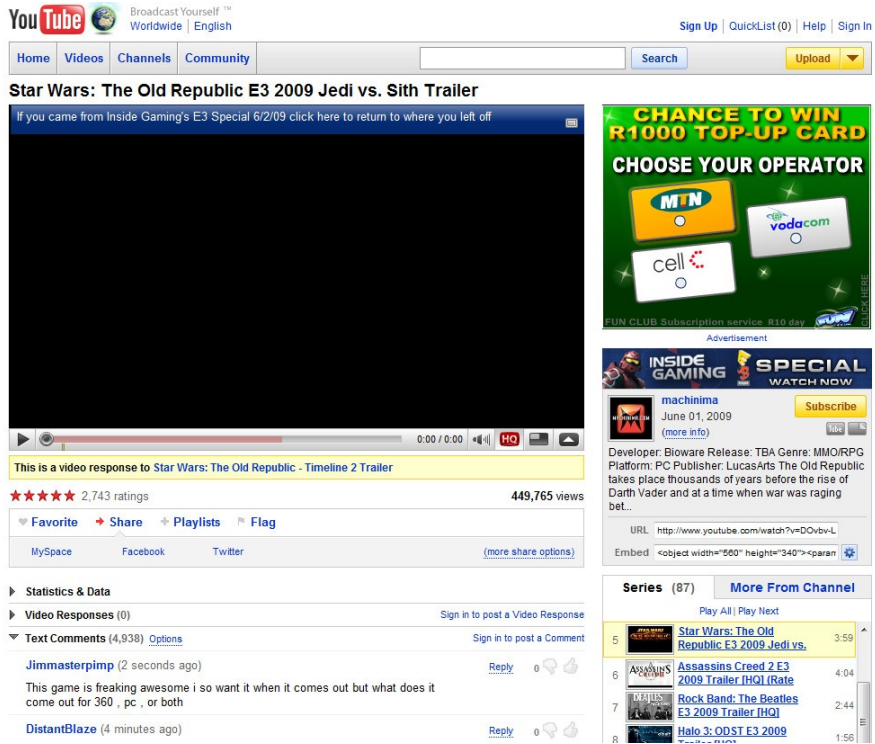 You Tube
Broadcast Yourself ™
Worldwide | English
Sign Up | QuickList (0) | Help | Sign In
Home Videos Channels Community
Search
Upload
Star Wars: The Old Republic E3 2009 Jedi vs. Sith Trailer
If you came from Inside Gaming's E3 Special 6/2/09 click here to return to where you left off
0:00 / 0:00
HQ
This is a video response to Star Wars: The Old Republic - Timeline 2 Trailer
2,743 ratings
449,765 views
Favorite Share Playlists Flag
MySpace Facebook Twitter (more share options)
Statistics & Data
Video Responses (0)
Sign in to post a Video Response
Text Comments (4,938) Options
Sign in to post a Comment
Jimmasterpimp (2 seconds ago)
Reply 0
This game is freaking awesome i so want it when it comes out but what does it
come out for 360 , pc , or both
DistantBlaze (4 minutes ago)
Reply 0
CHANCE TO WIN
R1000 TOP-UP CARD
CHOOSE YOUR OPERATOR
MTN
vodacom
cell C
CLICK HERE
FUN CLUB Subscription service R10 day
FUN
Advertisement
INSIDE
GAMING
E3
SPECIAL
WATCH NOW
MACHINIMA.COM
machinima
June 01, 2009
(more info)
Subscribe
Developer: Bioware Release: TBA Genre: MMO/RPG
Platform: PC Publisher: LucasArts The Old Republic
takes place thousands of years before the rise of
Darth Vader and at a time when war was raging
bet...
URL http://www.youtube.com/watch?v=DOvbv-L
Embed <object width="560" height="340"><param
Series (87)
More From Channel
Play All | Play Next
5
Star Wars: The Old
Republic E3 2009 Jedi vs.
3:59
6
ASSASSINS
Assassins Creed 2 E3
2009 Trailer [HQ] (Rate
4:04
7
BEATLES
Rock Band: The Beatles
E3 2009 Trailer [HQ]
2:44
8
Halo 3: ODST E3 2009
Trailer [HQ]
1:56